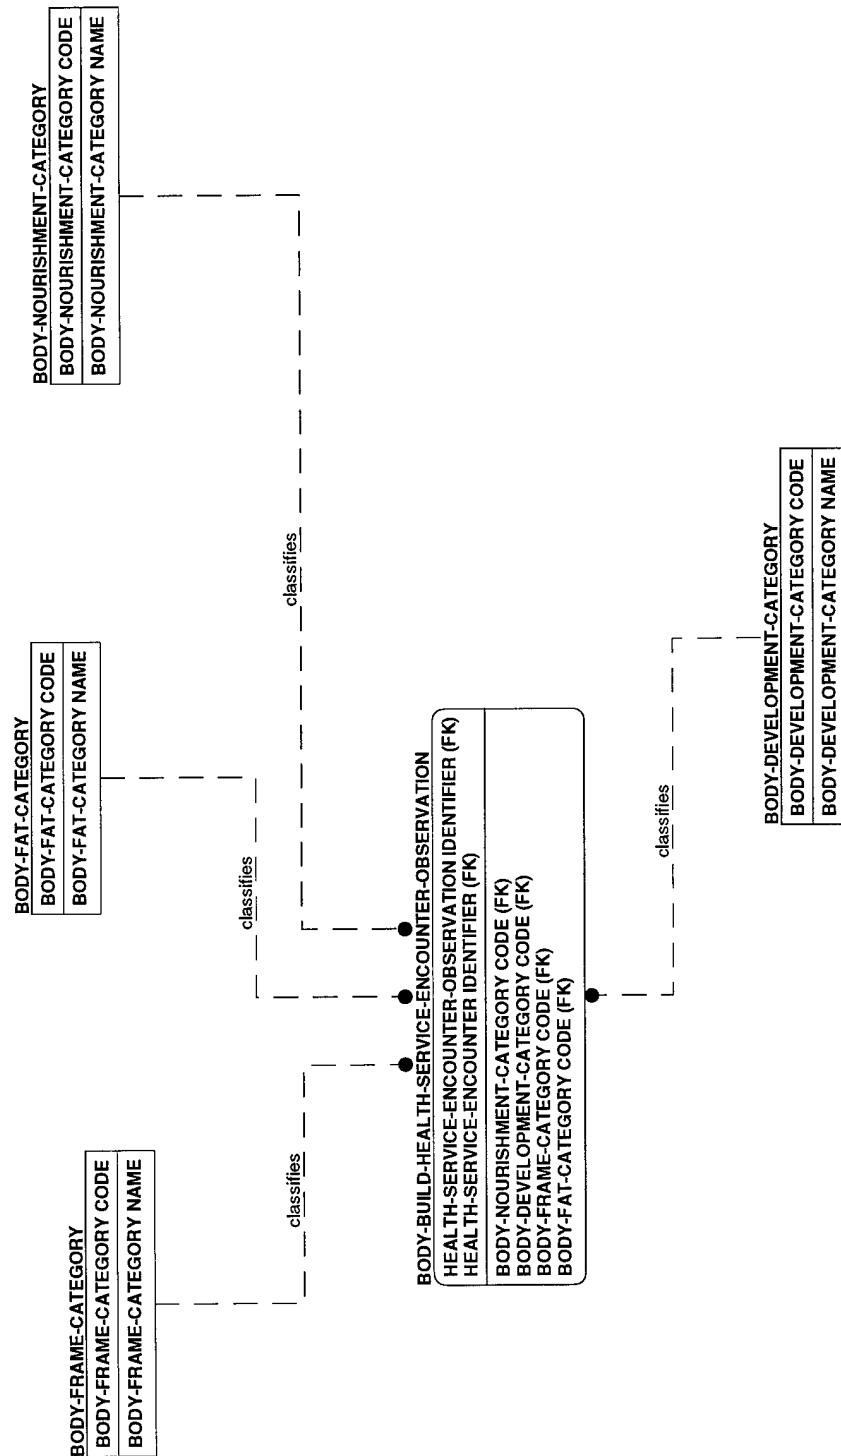 BODY-FRAME-CATEGORY
BODY-FRAME-CATEGORY CODE
BODY-FRAME-CATEGORY NAME
classifies
BODY-FAT-CATEGORY
BODY-FAT-CATEGORY CODE
BODY-FAT-CATEGORY NAME
classifies
BODY-NOURISHMENT-CATEGORY
BODY-NOURISHMENT-CATEGORY CODE
BODY-NOURISHMENT-CATEGORY NAME
classifies
BODY-BUILD-HEALTH-SERVICE-ENCOUNTER-OBSERVATION
HEALTH-SERVICE-ENCOUNTER-OBSERVATION IDENTIFIER (FK)
HEALTH-SERVICE-ENCOUNTER IDENTIFIER (FK)
BODY-NOURISHMENT-CATEGORY CODE (FK)
BODY-DEVELOPMENT-CATEGORY CODE (FK)
BODY-FRAME-CATEGORY CODE (FK)
BODY-FAT-CATEGORY CODE (FK)
classifies
BODY-DEVELOPMENT-CATEGORY
BODY-DEVELOPMENT-CATEGORY CODE
BODY-DEVELOPMENT-CATEGORY NAME